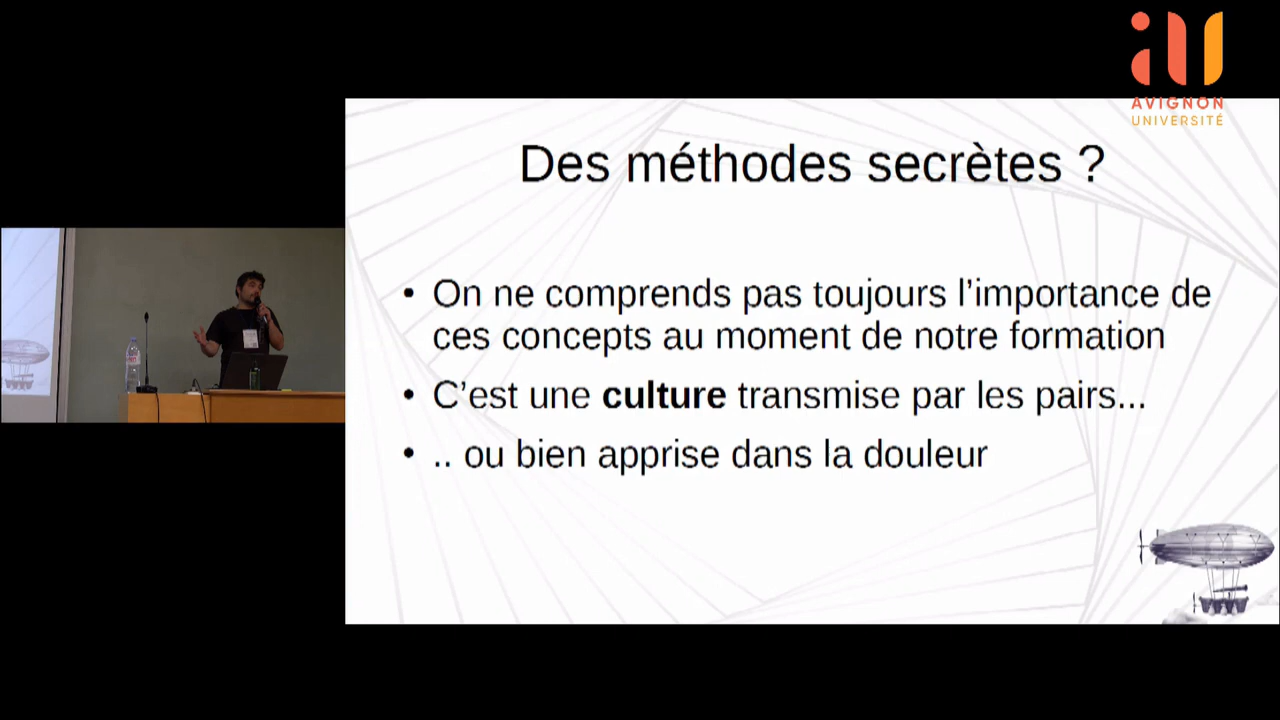 AVIGNON
UNIVERSITÉ
Des méthodes secrètes ?
• On ne comprends pas toujours l’importance de
ces concepts au moment de notre formation
• C’est une culture transmise par les pairs...
• .. ou bien apprise dans la douleur